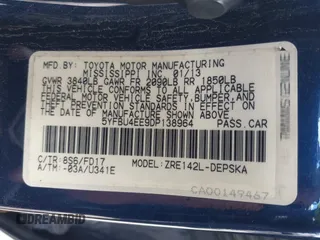 MFD. BY: TOYOTA MOTOR MANUFACTURING
MISSISSIPPI INC. 01/13
GVWR 3840LB GAWR FR 2090LB RR 1850LB
THIS VEHICLE CONFORMS TO ALL APPLICABLE
FEDERAL MOTOR VEHICLE SAFETY, BUMPER, AND
THEFT PREVENTION STANDARDS IN EFFECT ON
THE DATE OF MANUFACTURE SHOWN ABOVE.
5YFBU4EE9DP138964 PASS. CAR
C/TR:8S6/FD17 MODEL:ZRE142L-DEPSKA
A/TM:-03A/U341E
CA00149467
DREAMBID